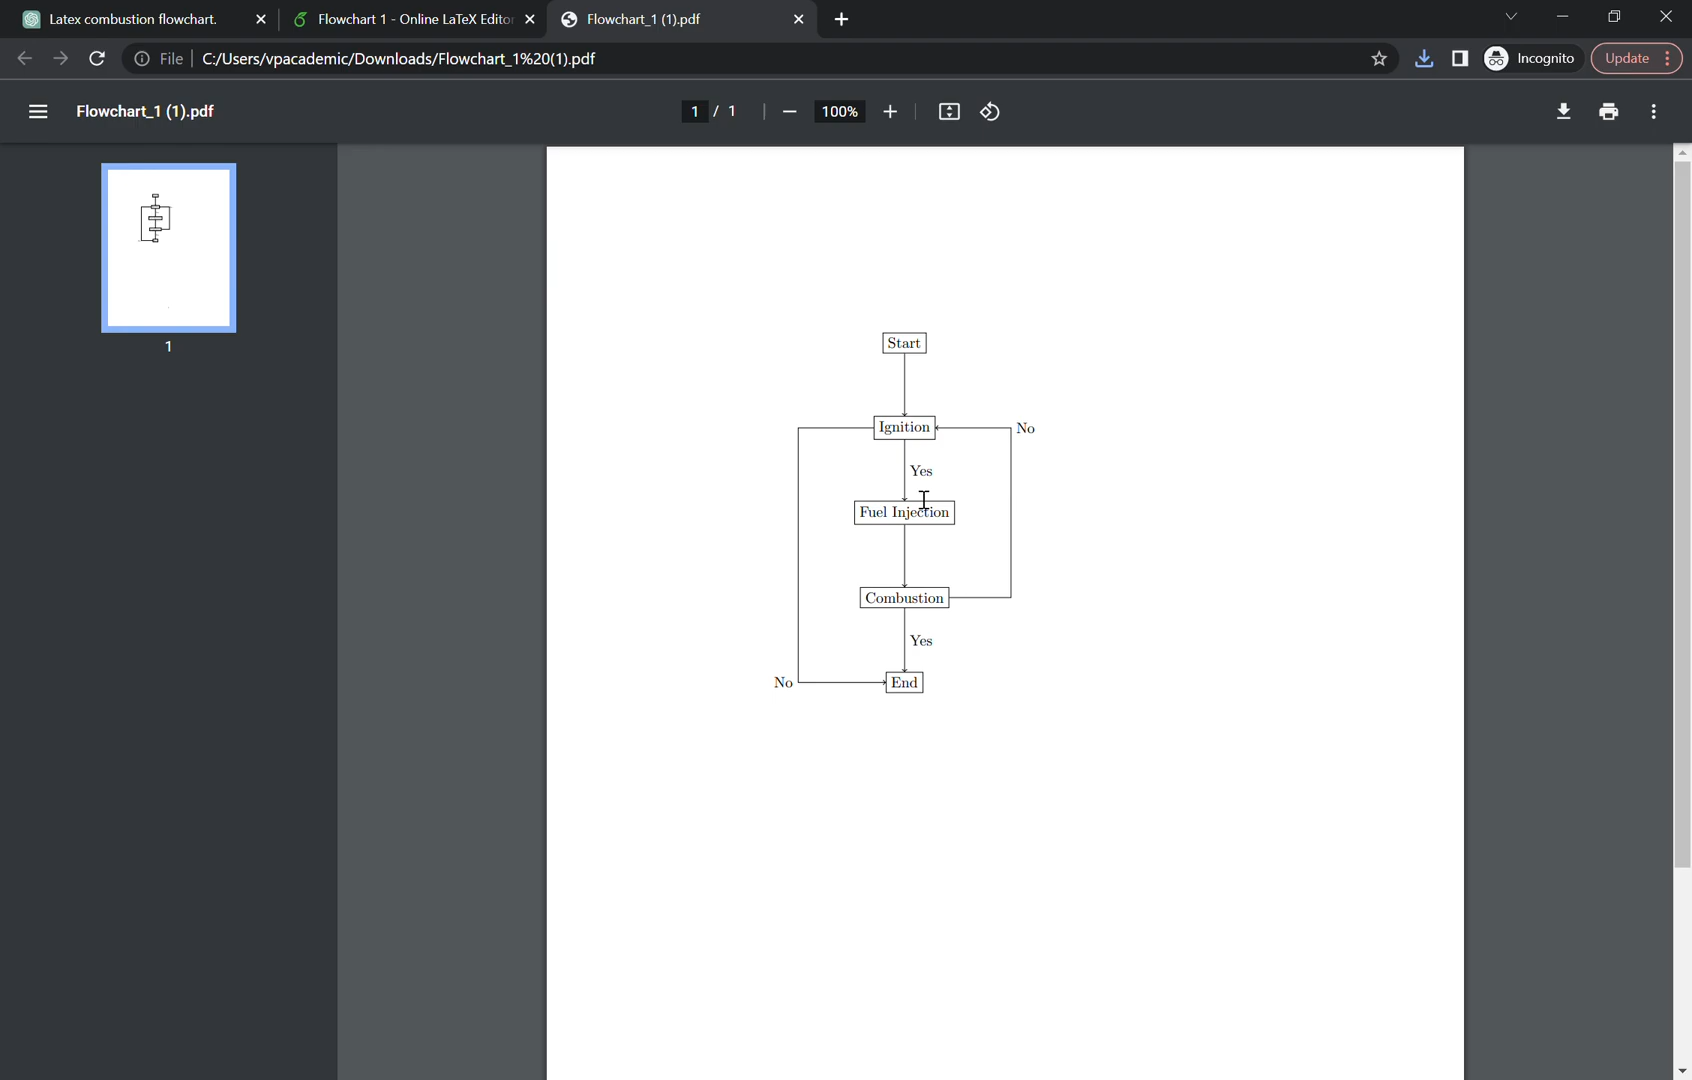 Latex combustion flowchart.
Flowchart 1 - Online LaTeX Editor
Flowchart_1 (1).pdf
File
C:/Users/vpacademic/Downloads/Flowchart_1%20(1).pdf
Incognito
Update
Flowchart_1 (1).pdf
1 / 1
100%
1
Start
Ignition
No
Yes
Fuel Injection
Combustion
Yes
No
End